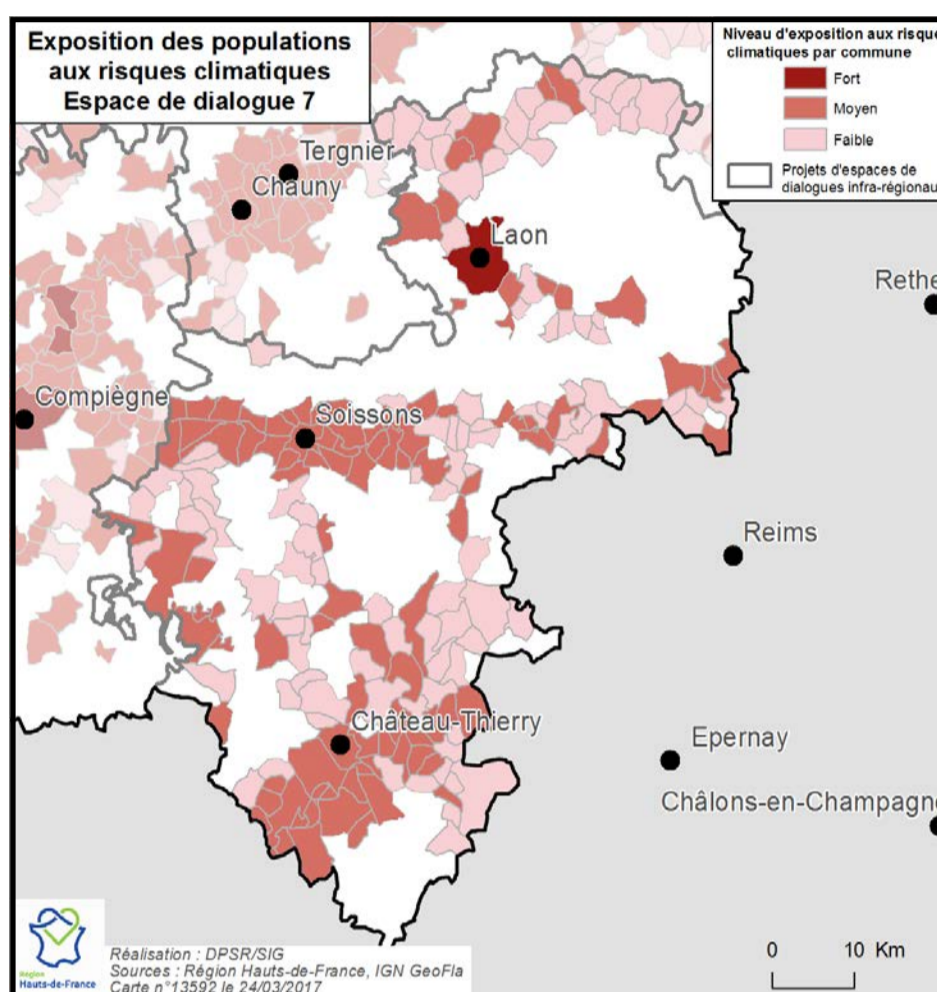 Exposition des populations
aux risques climatiques
Espace de dialogue 7
Niveau d'exposition aux risque
climatiques par commune
Fort
Moyen
Faible
Projets d'espaces de
dialogues infra-régionau
Tergnier
Chauny
Laon
Rethe
Compiègne
Soissons
Reims
Château-Thierry
Epernay
Châlons-en-Champagne
0 10 Km
Région
Hauts-de-France
Réalisation : DPSR/SIG
Sources : Région Hauts-de-France, IGN GeoFla
Carte n°13592 le 24/03/2017